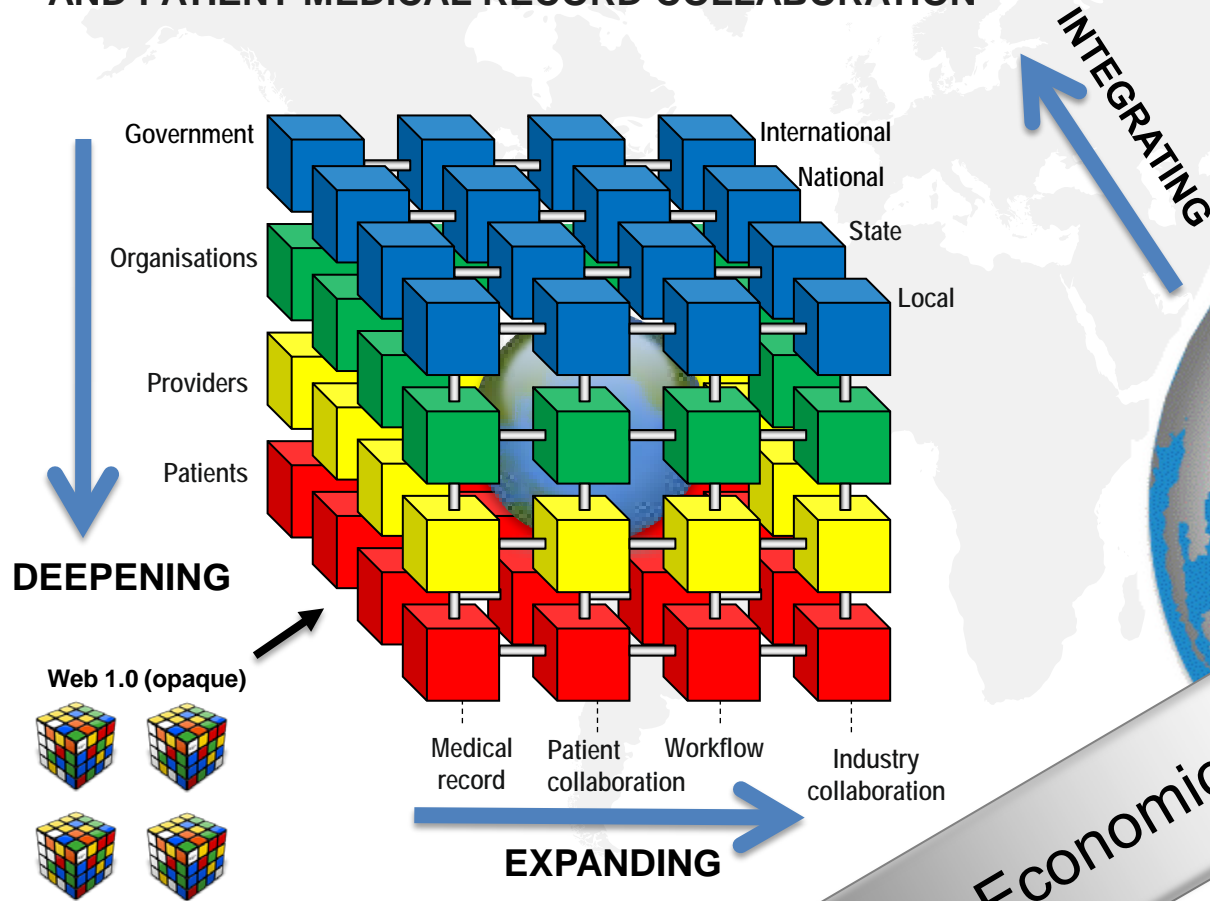 AND PATIENT MEDICAL RECORD COLLABORATION
INTEGRATING
Government
International
National
State
Organisations
Local
Providers
Patients
DEEPENING
Web 1.0 (opaque)
Medical
record
Patient
collaboration
Workflow
Industry
collaboration
EXPANDING
Economic